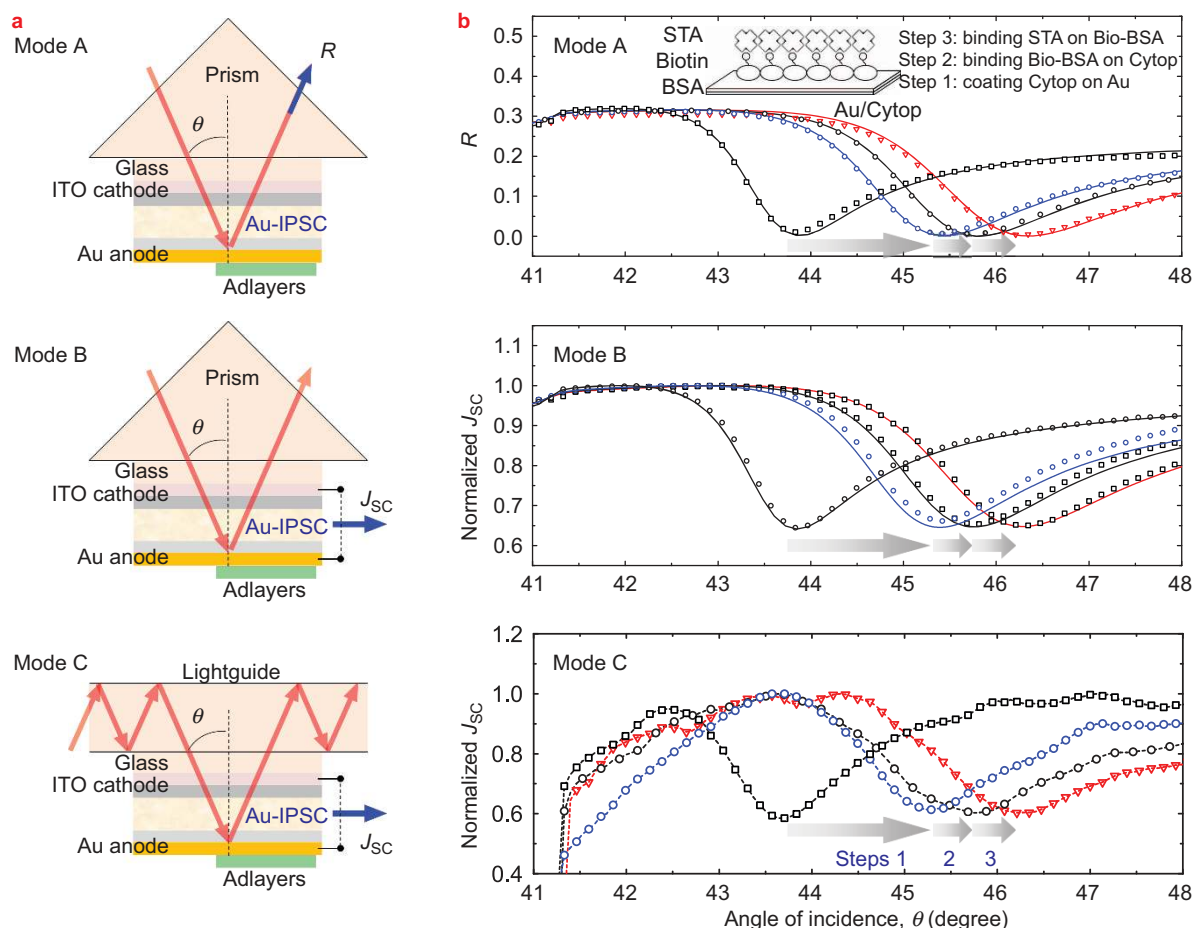 a
Mode A
R
Prism
θ
Glass
ITO cathode
Au-IPSC
Au anode
Adlayers
Mode B
Prism
θ
Glass
ITO cathode
J_SC
Au-IPSC
Au anode
Adlayers
Mode C
Lightguide
θ
Glass
ITO cathode
Au-IPSC
J_SC
Au anode
Adlayers
b
Mode A
STA
Biotin
BSA
Au/Cytop
Step 3: binding STA on Bio-BSA
Step 2: binding Bio-BSA on Cytop
Step 1: coating Cytop on Au
R
0.5
0.4
0.3
0.2
0.1
0.0
41 42 43 44 45 46 47 48
Mode B
Normalized J_SC
1.1
1.0
0.9
0.8
0.7
0.6
41 42 43 44 45 46 47 48
Mode C
Normalized J_SC
1.2
1.0
0.8
0.6
0.4
Steps 1 2 3
41 42 43 44 45 46 47 48
Angle of incidence, θ (degree)